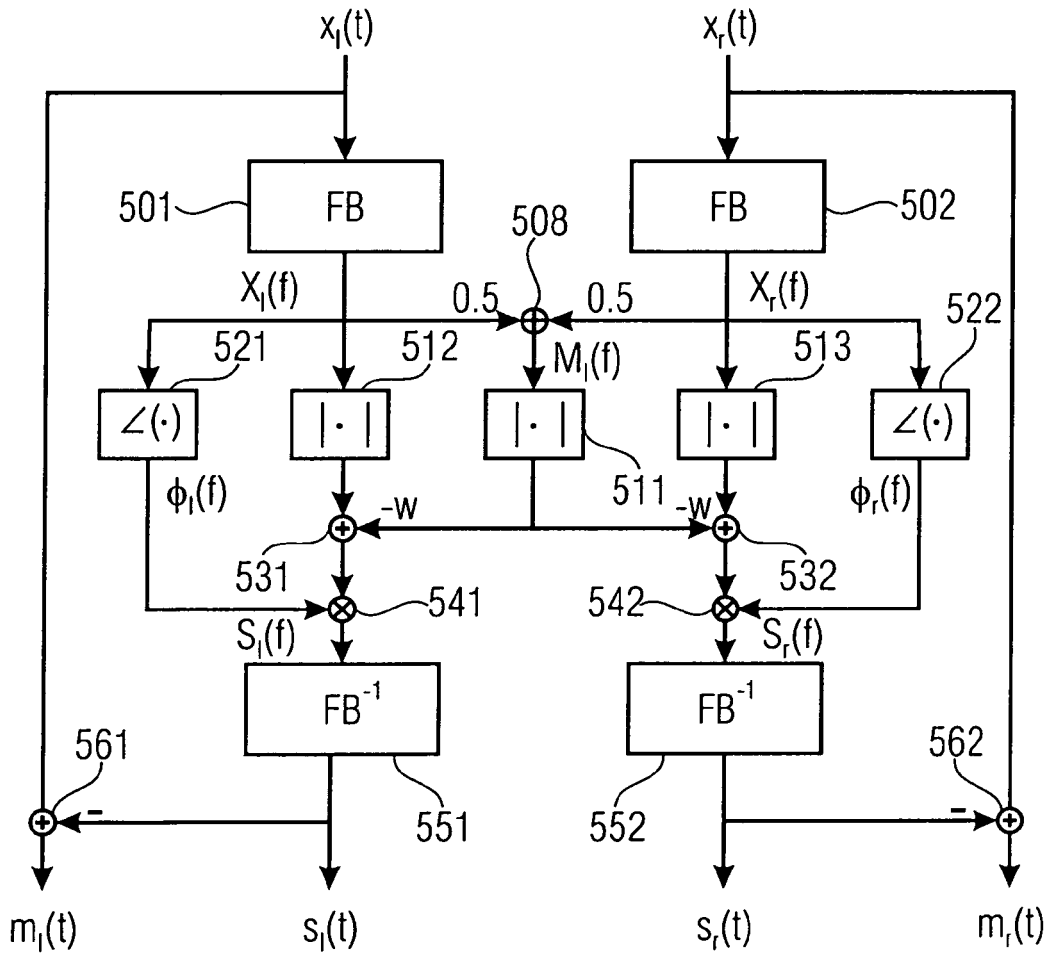 x_l(t) x_r(t)
501 FB FB 502
508
X_l(f) 0.5 0.5 X_r(f)
521 512 M_l(f) 513 522
∠(·) |·| |·| |·| ∠(·)
ϕ_l(f) 511 ϕ_r(f)
-w -w
531 532
541 542
S_l(f) S_r(f)
FB⁻¹ FB⁻¹
561 562
- -
551 552
m_l(t) s_l(t) s_r(t) m_r(t)